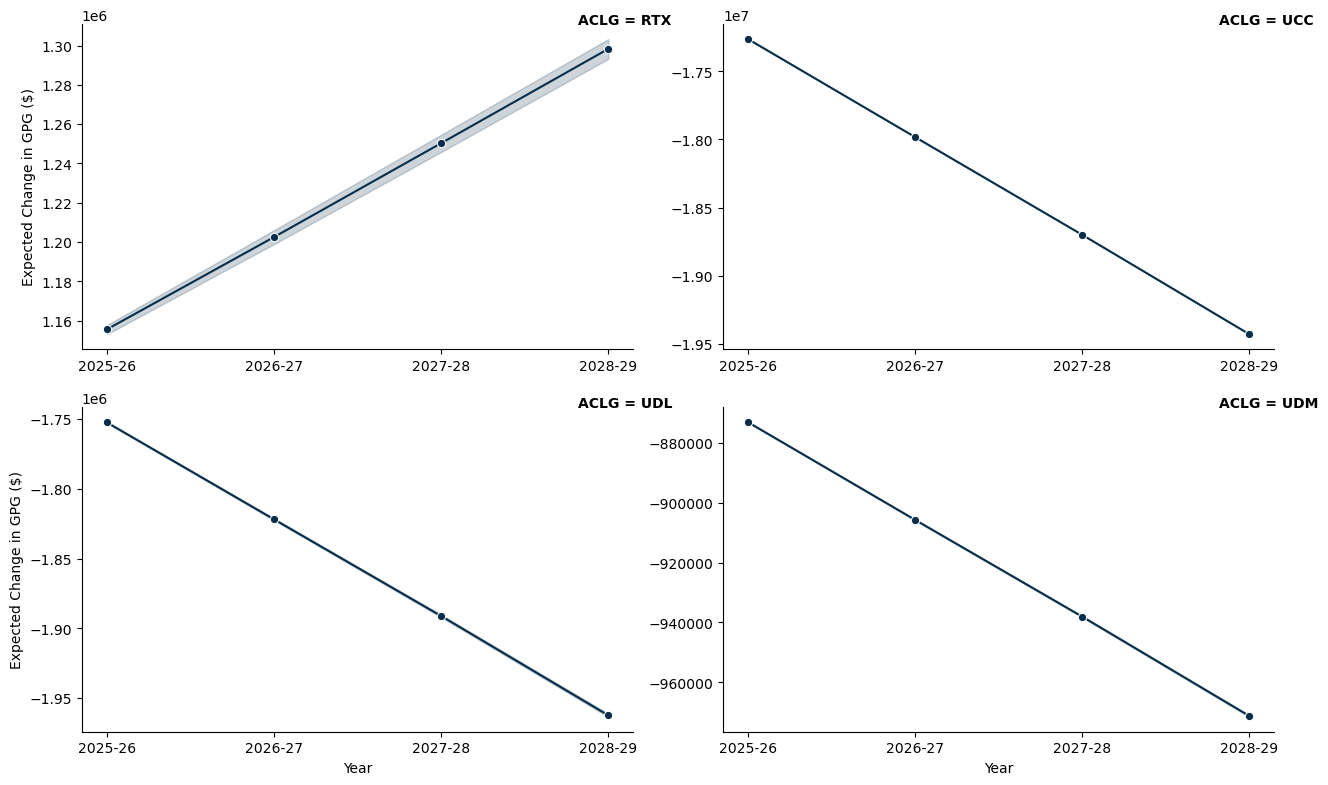 1e6
ACLG = RTX
Expected Change in GPG ($)
1.30
1.28
1.26
1.24
1.22
1.20
1.18
1.16
2025-26 2026-27 2027-28 2028-29
1e7
ACLG = UCC
−1.75
−1.80
−1.85
−1.90
−1.95
2025-26 2026-27 2027-28 2028-29
1e6
ACLG = UDL
Expected Change in GPG ($)
−1.75
−1.80
−1.85
−1.90
−1.95
2025-26 2026-27 2027-28 2028-29
Year
ACLG = UDM
−880000
−900000
−920000
−940000
−960000
2025-26 2026-27 2027-28 2028-29
Year